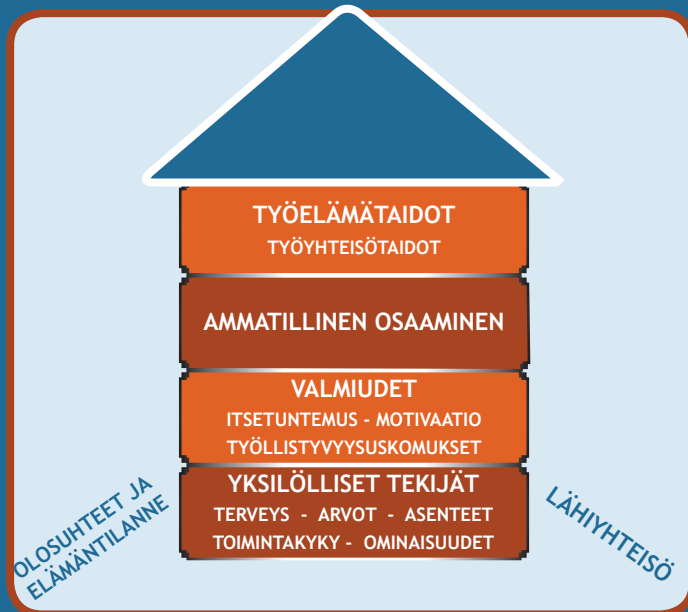 TYÖELÄMÄTAIDOT
TYÖYHTEISÖTAIDOT
AMMATILLINEN OSAAMINEN
VALMIUDET
ITSETUNTEMUS - MOTIVAATIO
TYÖLLISTYVYYSUSKOMUKSET
YKSILÖLLISET TEKIJÄT
TERVEYS - ARVOT - ASENTEET
TOIMINTAKYKY - OMINAISUUDET
OLOSUHTEET JA
ELÄMÄNTILANNE
LÄHIYHTEISÖ